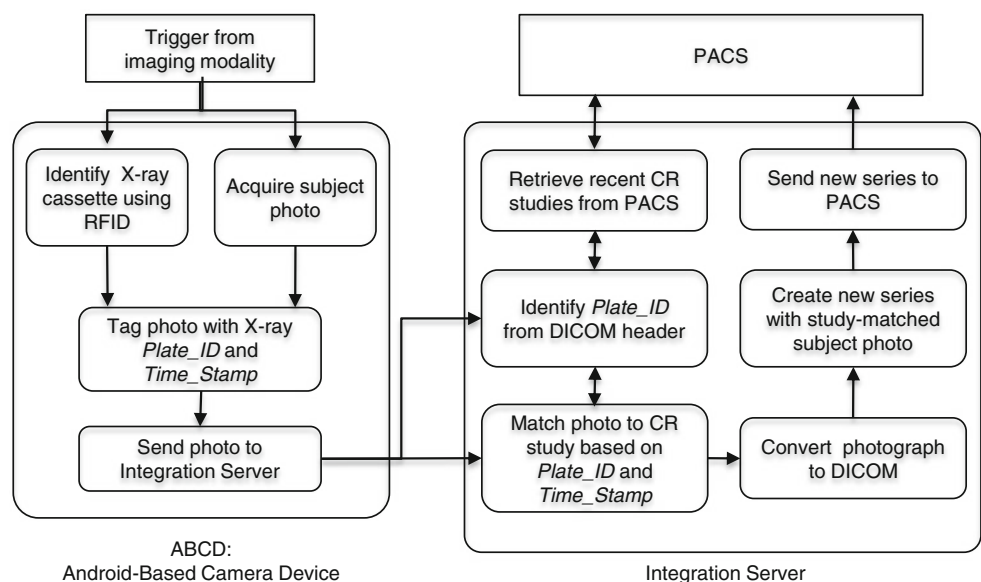 Trigger from
imaging modality
Identify X-ray
cassette using
RFID
Acquire subject
photo
Tag photo with X-ray
Plate_ID and
Time_Stamp
Send photo to
Integration Server
ABCD:
Android-Based Camera Device
PACS
Retrieve recent CR
studies from PACS
Identify Plate_ID
from DICOM header
Match photo to CR
study based on
Plate_ID and
Time_Stamp
Convert photograph
to DICOM
Create new series
with study-matched
subject photo
Send new series to
PACS
Integration Server